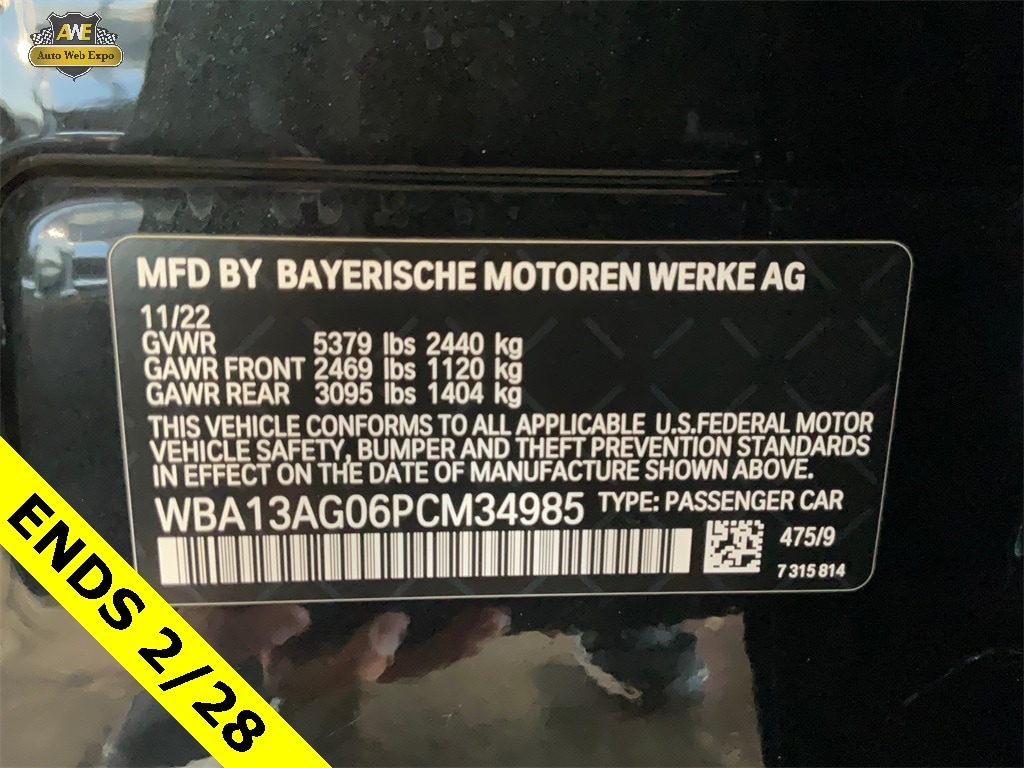 AWE
Auto Web Expo
MFD BY BAYERISCHE MOTOREN WERKE AG
11/22
GVWR 5379 lbs 2440 kg
GAWR FRONT 2469 lbs 1120 kg
GAWR REAR 3095 lbs 1404 kg
THIS VEHICLE CONFORMS TO ALL APPLICABLE U.S.FEDERAL MOTOR
VEHICLE SAFETY, BUMPER AND THEFT PREVENTION STANDARDS
IN EFFECT ON THE DATE OF MANUFACTURE SHOWN ABOVE.
WBA13AG06PCM34985 TYPE: PASSENGER CAR
475/9
7 315 814
ENDS 2/28